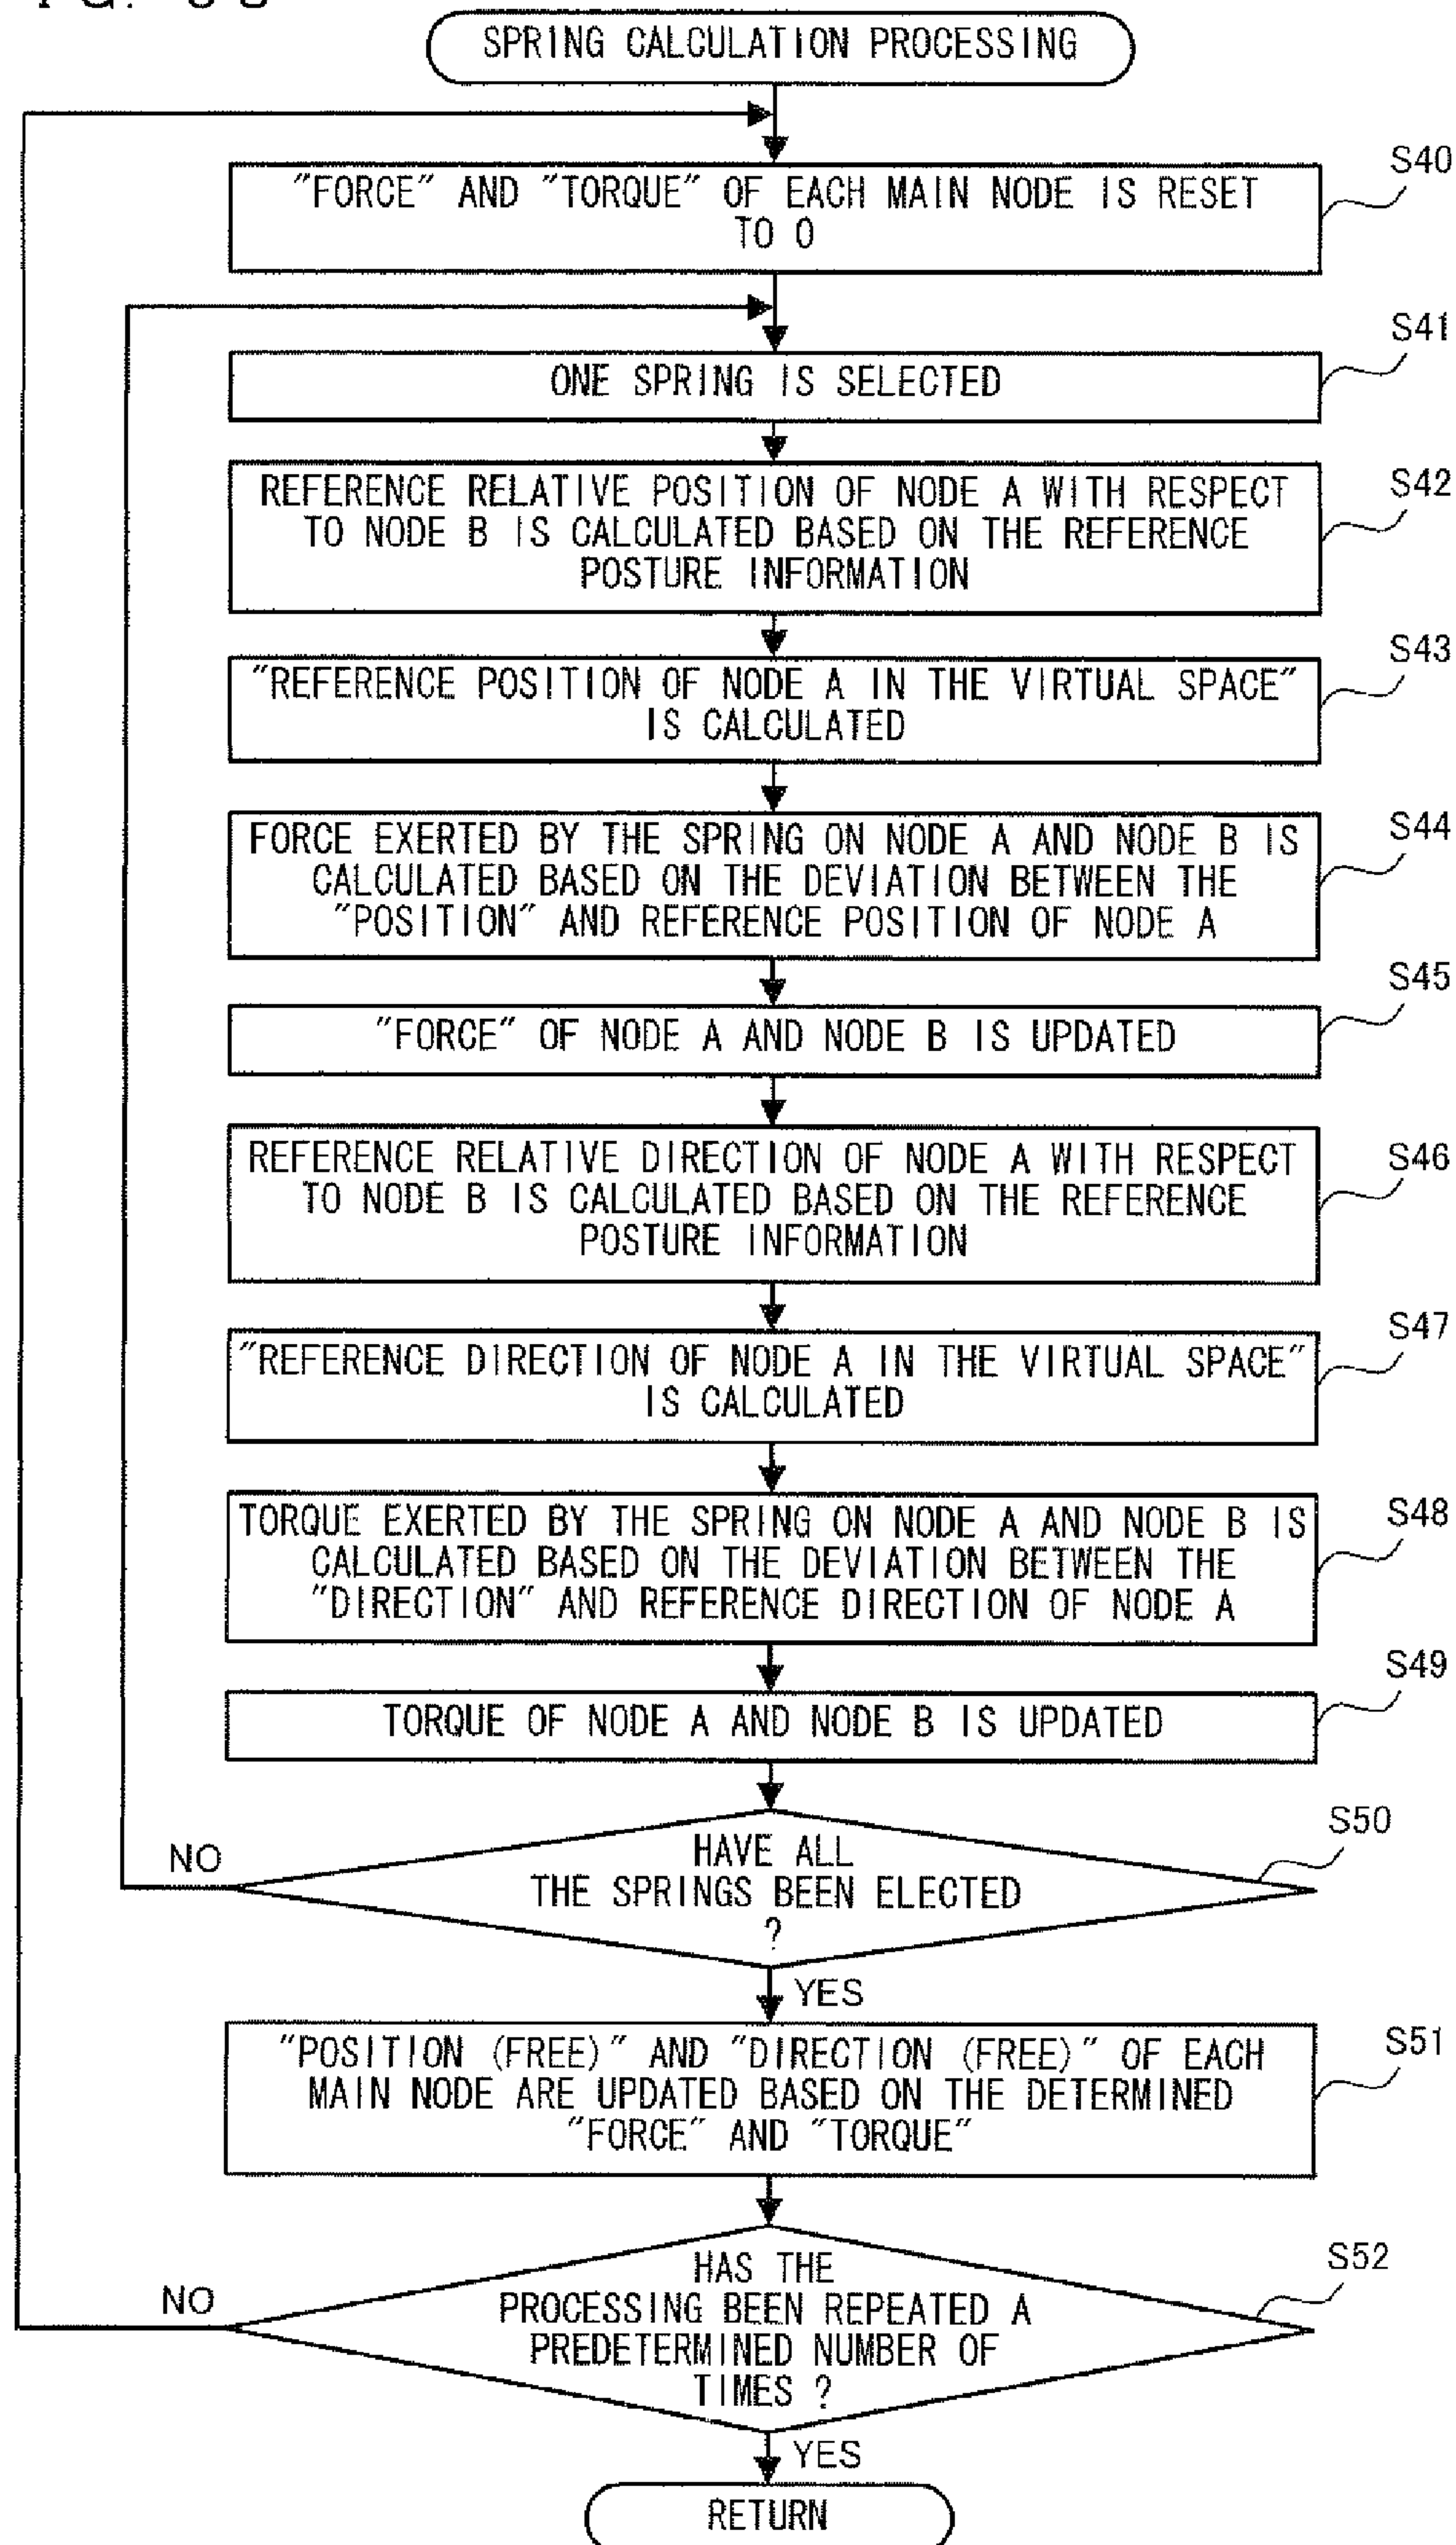 SPRING CALCULATION PROCESSING
"FORCE" AND "TORQUE" OF EACH MAIN NODE IS RESET
TO 0
S40
ONE SPRING IS SELECTED
S41
REFERENCE RELATIVE POSITION OF NODE A WITH RESPECT
TO NODE B IS CALCULATED BASED ON THE REFERENCE
POSTURE INFORMATION
S42
"REFERENCE POSITION OF NODE A IN THE VIRTUAL SPACE"
IS CALCULATED
S43
FORCE EXERTED BY THE SPRING ON NODE A AND NODE B IS
CALCULATED BASED ON THE DEVIATION BETWEEN THE
"POSITION" AND REFERENCE POSITION OF NODE A
S44
"FORCE" OF NODE A AND NODE B IS UPDATED
S45
REFERENCE RELATIVE DIRECTION OF NODE A WITH RESPECT
TO NODE B IS CALCULATED BASED ON THE REFERENCE
POSTURE INFORMATION
S46
"REFERENCE DIRECTION OF NODE A IN THE VIRTUAL SPACE"
IS CALCULATED
S47
TORQUE EXERTED BY THE SPRING ON NODE A AND NODE B IS
CALCULATED BASED ON THE DEVIATION BETWEEN THE
"DIRECTION" AND REFERENCE DIRECTION OF NODE A
S48
TORQUE OF NODE A AND NODE B IS UPDATED
S49
HAVE ALL
THE SPRINGS BEEN ELECTED
?
S50
NO
YES
"POSITION (FREE)" AND "DIRECTION (FREE)" OF EACH
MAIN NODE ARE UPDATED BASED ON THE DETERMINED
"FORCE" AND "TORQUE"
S51
HAS THE
PROCESSING BEEN REPEATED A
PREDETERMINED NUMBER OF
TIMES ?
S52
NO
YES
RETURN